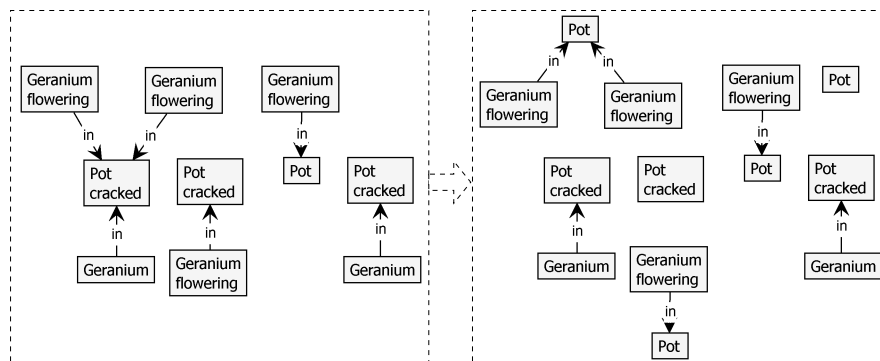 Geranium
flowering
Geranium
flowering
Geranium
flowering
in
in
in
Pot
cracked
Pot
cracked
Pot
Pot
cracked
in
in
in
Geranium
Geranium
flowering
Geranium
Pot
in
in
Geranium
flowering
Geranium
flowering
Geranium
flowering
Pot
in
Pot
cracked
Pot
cracked
Pot
Pot
cracked
in
in
Geranium
Geranium
flowering
Geranium
in
Pot